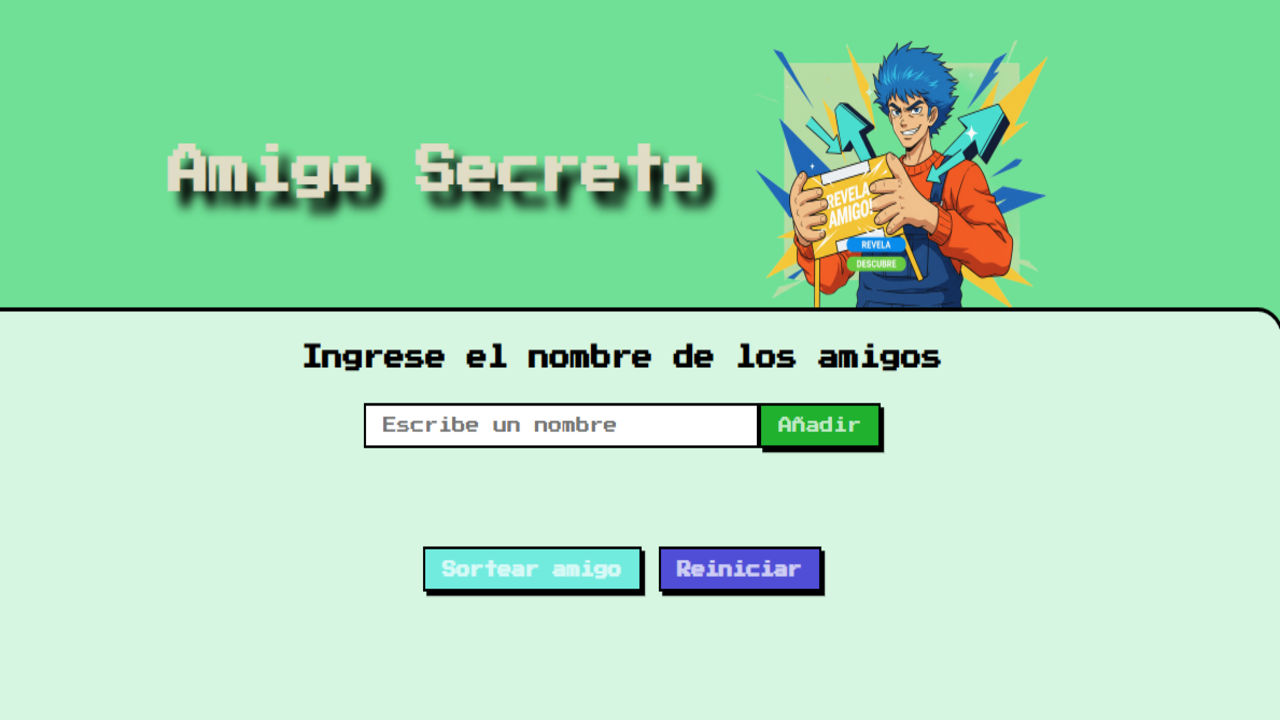 Amigo Secreto
REVELA
AMIGO!
REVELA
DESCUBRE
Ingrese el nombre de los amigos
Escribe un nombre
Añadir
Sortear amigo
Reiniciar